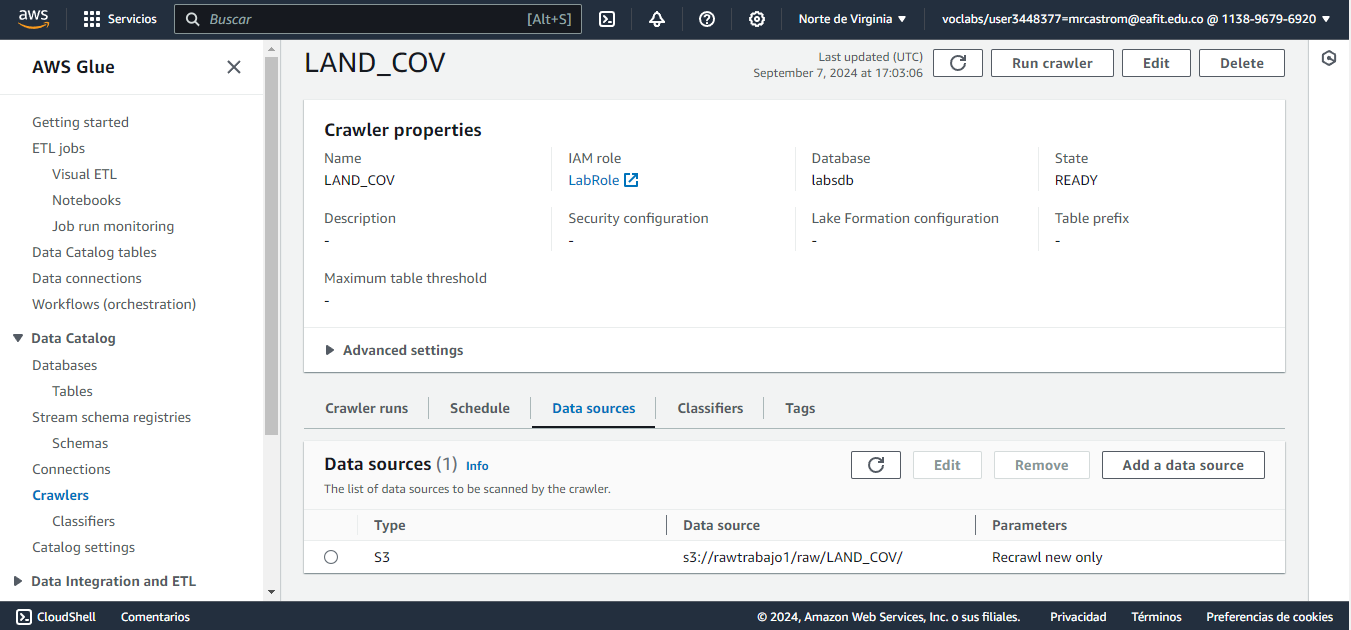 aws
Servicios
Buscar
[Alt+S]
Norte de Virginia
voclabs/user3448377=mrcastrom@eafit.edu.co @ 1138-9679-6920
AWS Glue
Getting started
ETL jobs
Visual ETL
Notebooks
Job run monitoring
Data Catalog tables
Data connections
Workflows (orchestration)
Data Catalog
Databases
Tables
Stream schema registries
Schemas
Connections
Crawlers
Classifiers
Catalog settings
Data Integration and ETL
LAND_COV
Last updated (UTC)
September 7, 2024 at 17:03:06
Run crawler
Edit
Delete
Crawler properties
Name
LAND_COV
IAM role
LabRole
Database
labsdb
State
READY
Description
-
Security configuration
-
Lake Formation configuration
-
Table prefix
-
Maximum table threshold
-
Advanced settings
Crawler runs
Schedule
Data sources
Classifiers
Tags
Data sources (1) Info
The list of data sources to be scanned by the crawler.
Edit
Remove
Add a data source
Type
Data source
Parameters
S3
s3://rawtrabajo1/raw/LAND_COV/
Recrawl new only
CloudShell
Comentarios
© 2024, Amazon Web Services, Inc. o sus filiales.
Privacidad
Términos
Preferencias de cookies